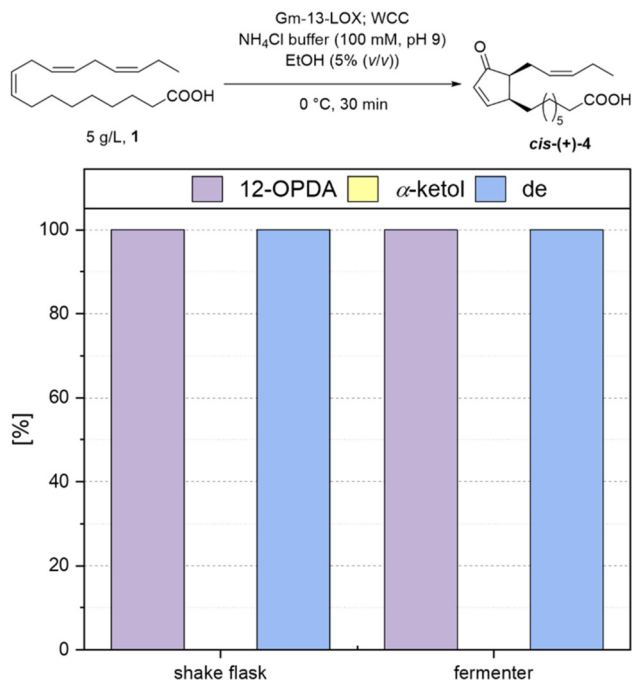 Gm-13-LOX; WCC
NH₄Cl buffer (100 mM, pH 9)
EtOH (5% (v/v))
0 °C, 30 min
COOH
5 g/L, 1
O
COOH
5
cis-(+)-4
12-OPDA α-ketol de
100
80
60
40
20
0
[%]
shake flask fermenter